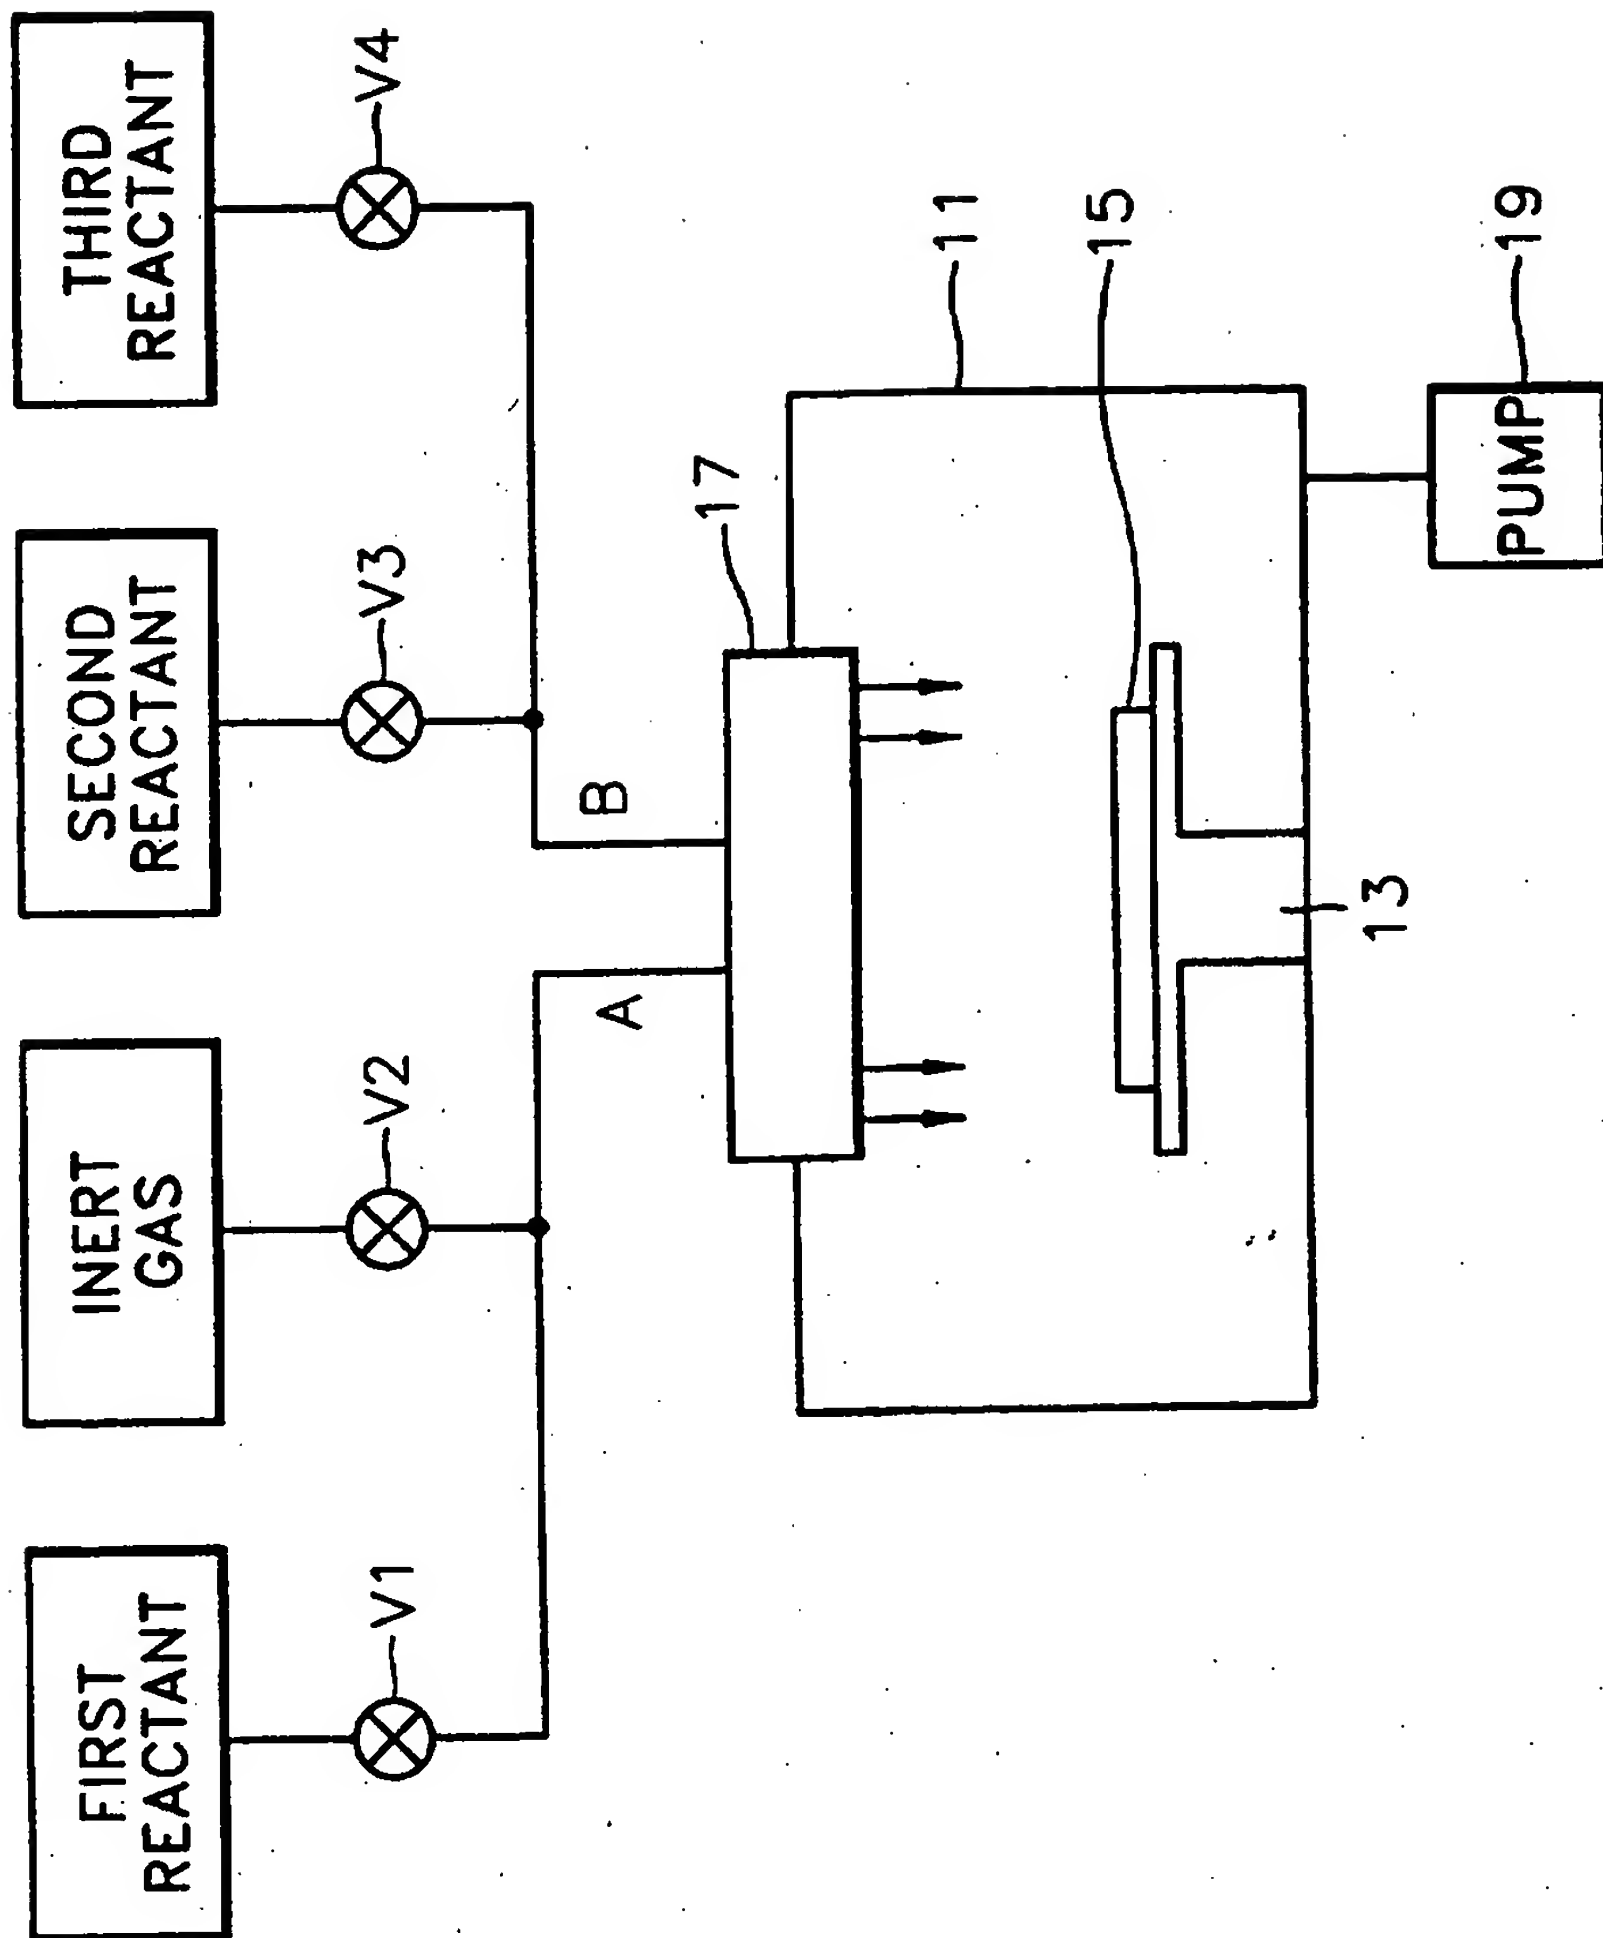 FIRST
REACTANT
INERT
GAS
SECOND
REACTANT
THIRD
REACTANT
V1
V2
V3
V4
A
B
17
11
15
13
19
PUMP